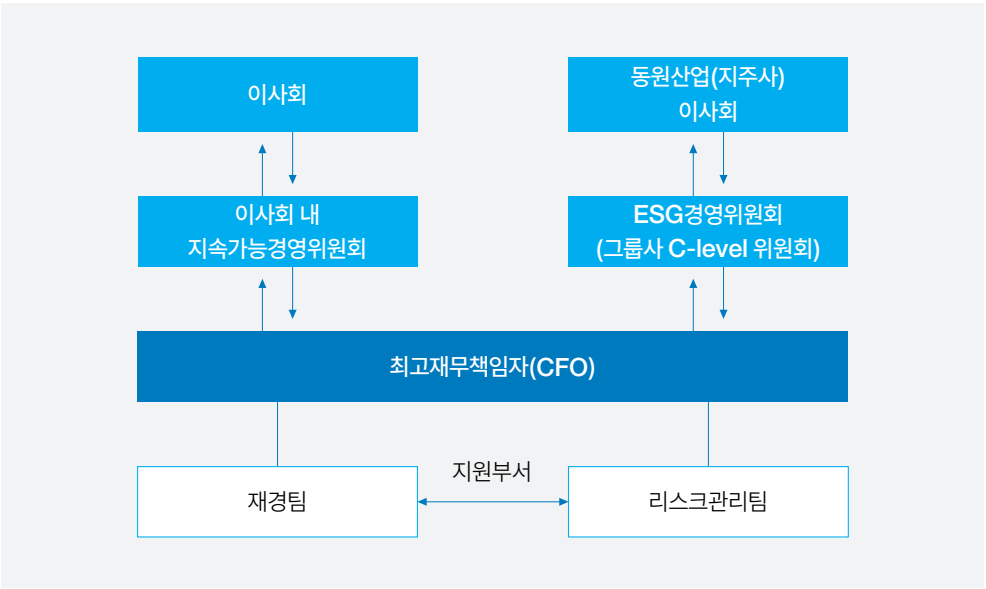 이사회
동원산업(지주사)
이사회
이사회 내
지속가능경영위원회
ESG경영위원회
(그룹사 C-level 위원회)
최고재무책임자(CFO)
지원부서
재경팀
리스크관리팀